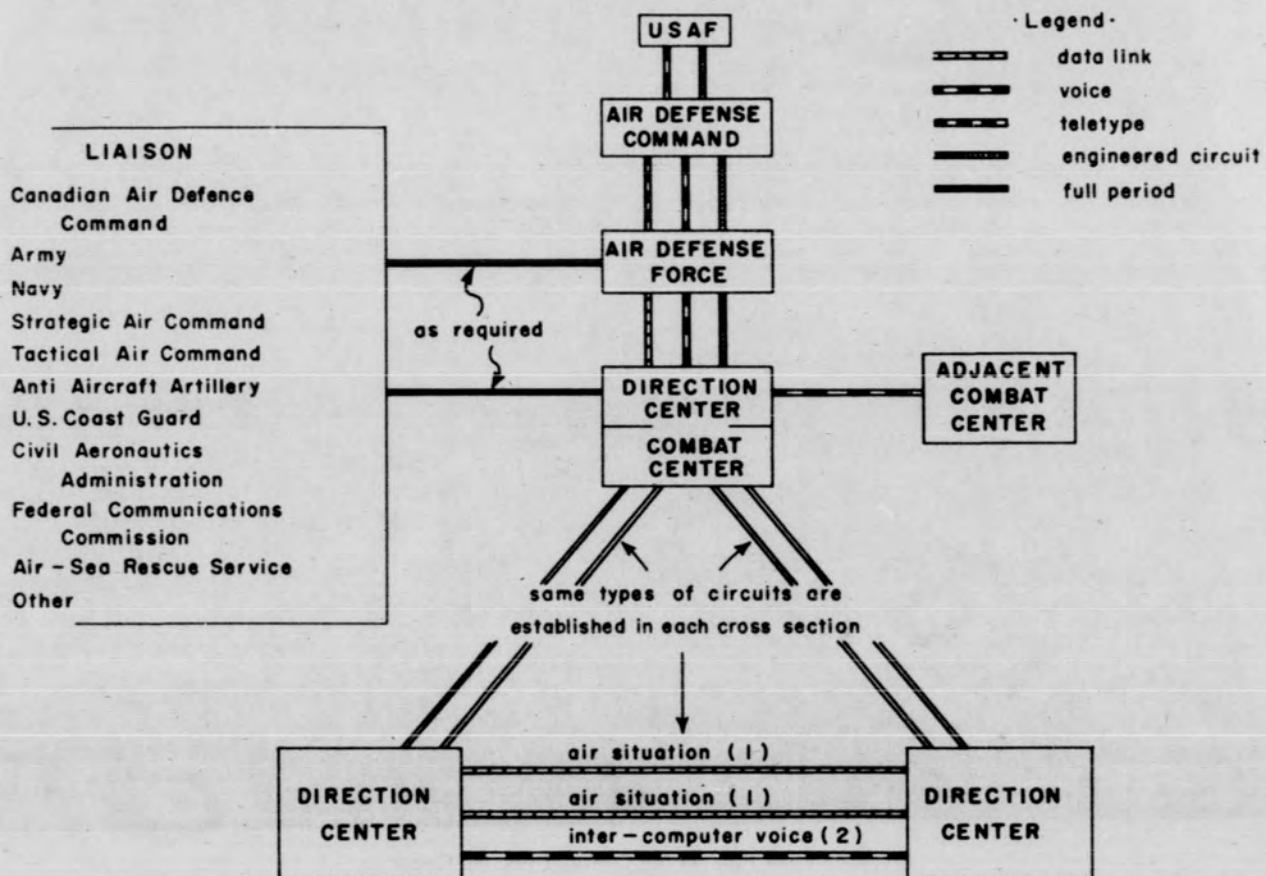 USAF
· Legend ·
data link
voice
teletype
engineered circuit
full period
AIR DEFENSE
COMMAND
LIAISON
Canadian Air Defence
Command
Army
Navy
Strategic Air Command
Tactical Air Command
Anti Aircraft Artillery
U.S. Coast Guard
Civil Aeronautics
Administration
Federal Communications
Commission
Air-Sea Rescue Service
Other
AIR DEFENSE
FORCE
as required
DIRECTION
CENTER
COMBAT
CENTER
ADJACENT
COMBAT
CENTER
same types of circuits are
established in each cross section
DIRECTION
CENTER
air situation (1)
air situation (1)
inter-computer voice (2)
DIRECTION
CENTER